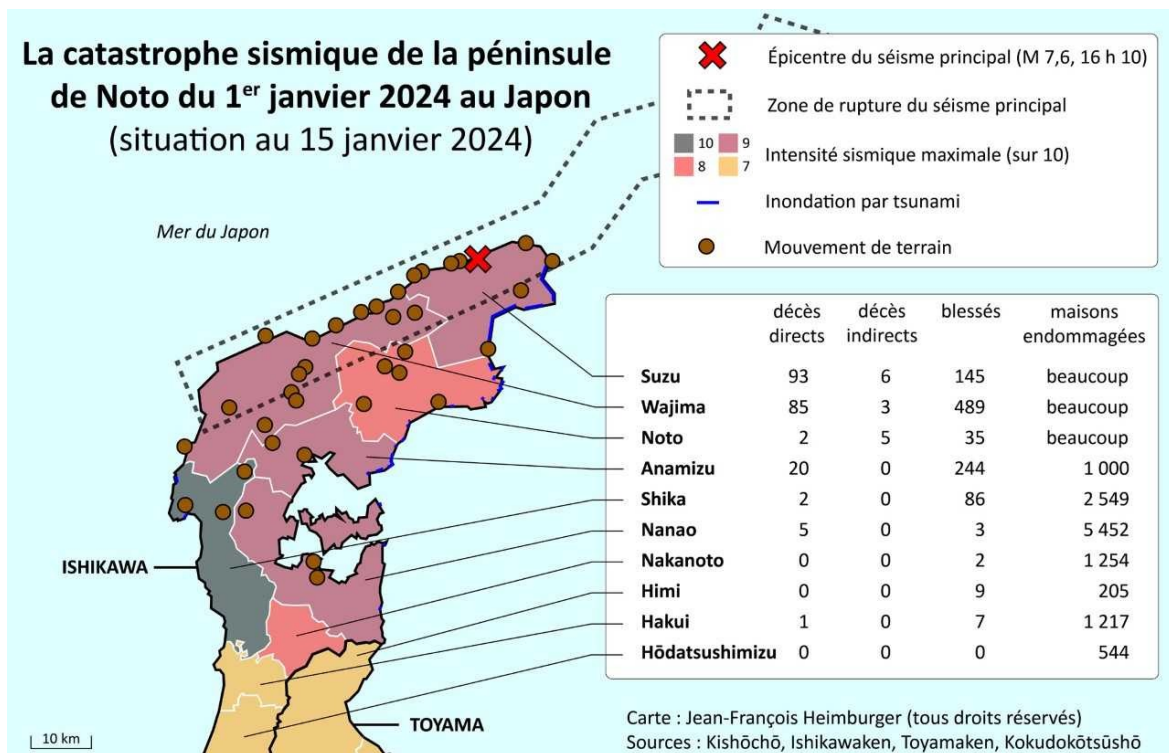 La catastrophe sismique de la péninsule
de Noto du 1er janvier 2024 au Japon
(situation au 15 janvier 2024)
Épicentre du séisme principal (M 7,6, 16 h 10)
Zone de rupture du séisme principal
10 9
8 7
Intensité sismique maximale (sur 10)
Inondation par tsunami
Mouvement de terrain
Mer du Japon
décès directs décès indirects blessés maisons endommagées
Suzu 93 6 145 beaucoup
Wajima 85 3 489 beaucoup
Noto 2 5 35 beaucoup
Anamizu 20 0 244 1 000
Shika 2 0 86 2 549
Nanao 5 0 3 5 452
Nakanoto 0 0 2 1 254
Himi 0 0 9 205
Hakui 1 0 7 1 217
Hōdatsushimizu 0 0 0 544
ISHIKAWA
TOYAMA
10 km
Carte : Jean-François Heimburger (tous droits réservés)
Sources : Kishōchō, Ishikawaken, Toyamaken, Kokudokōtsūshō